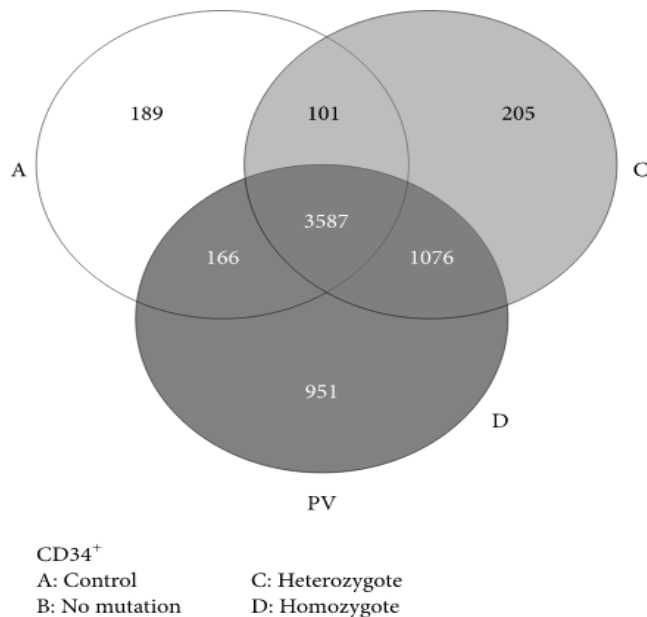 189 101 205
A C
3587
166 1076
951
D
PV
CD34⁺
A: Control C: Heterozygote
B: No mutation D: Homozygote